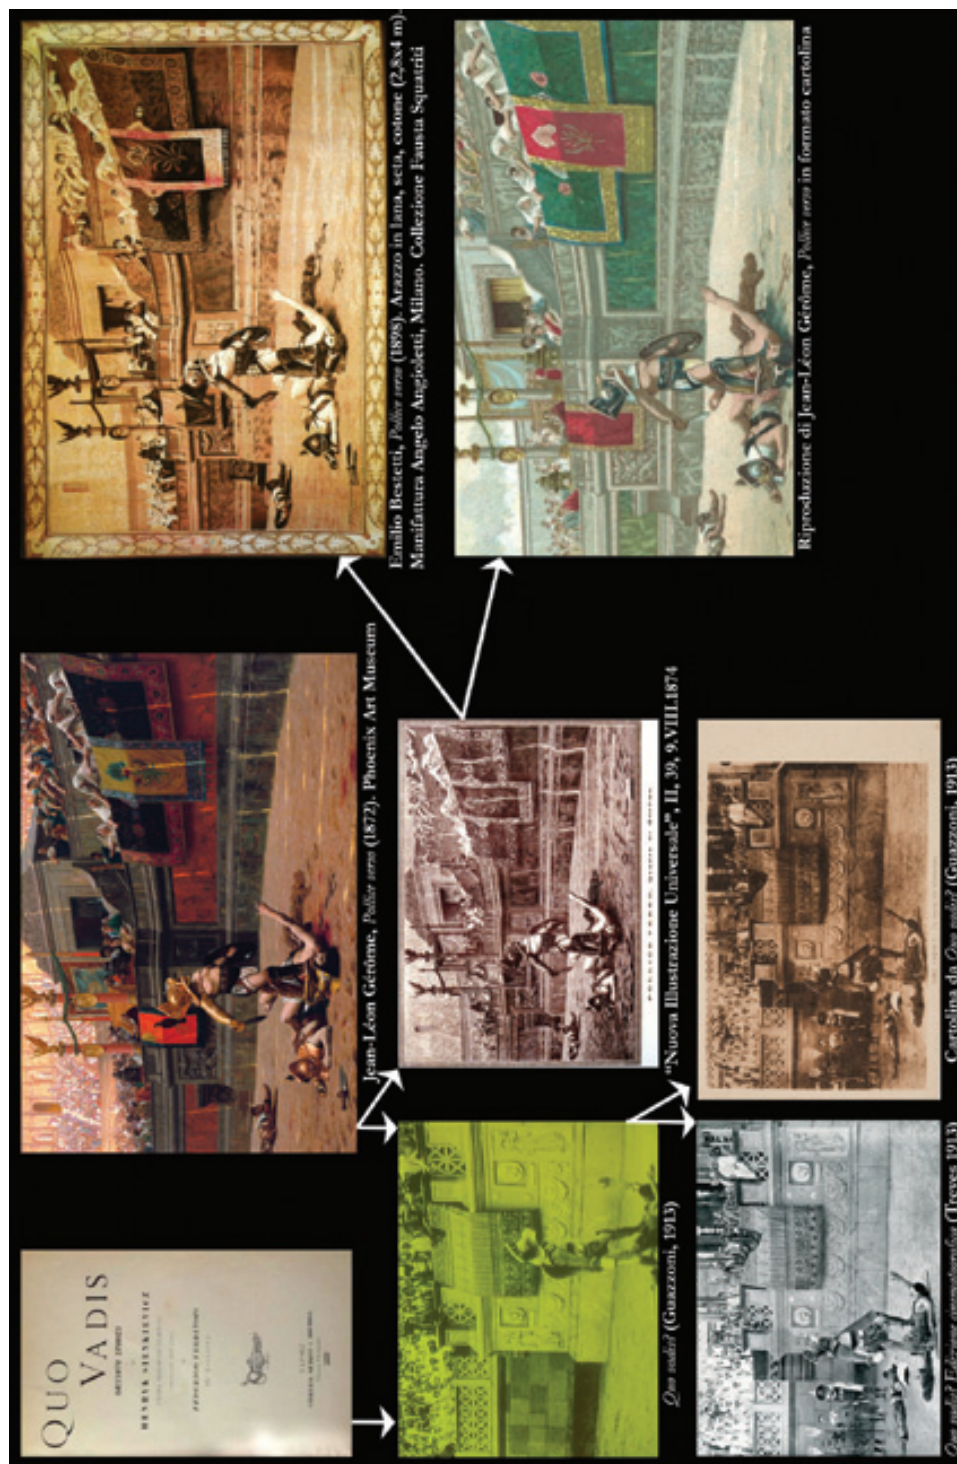 QUO
VADIS
HENRYK SIENKIEWICZ
Jean-Léon Gérôme, Pollice verso (1872). Phoenix Art Museum
Emilio Bestetti, Pollice verso (1898). Arazzo in lana, seta, cotone (2,8x4 m).
Manifattura Angelo Angioletti, Milano. Collezione Fausta Squatriti
Quo vadis? (Guazzoni, 1913)
"Nuova Illustrazione Universale", II, 39, 9.VIII.1874
Riproduzione di Jean-Léon Gérôme, Pollice verso in formato cartolina
Quo vadis? Edizione cinematografica (Treves 1913)
Cartolina da Quo vadis? (Guazzoni, 1913)